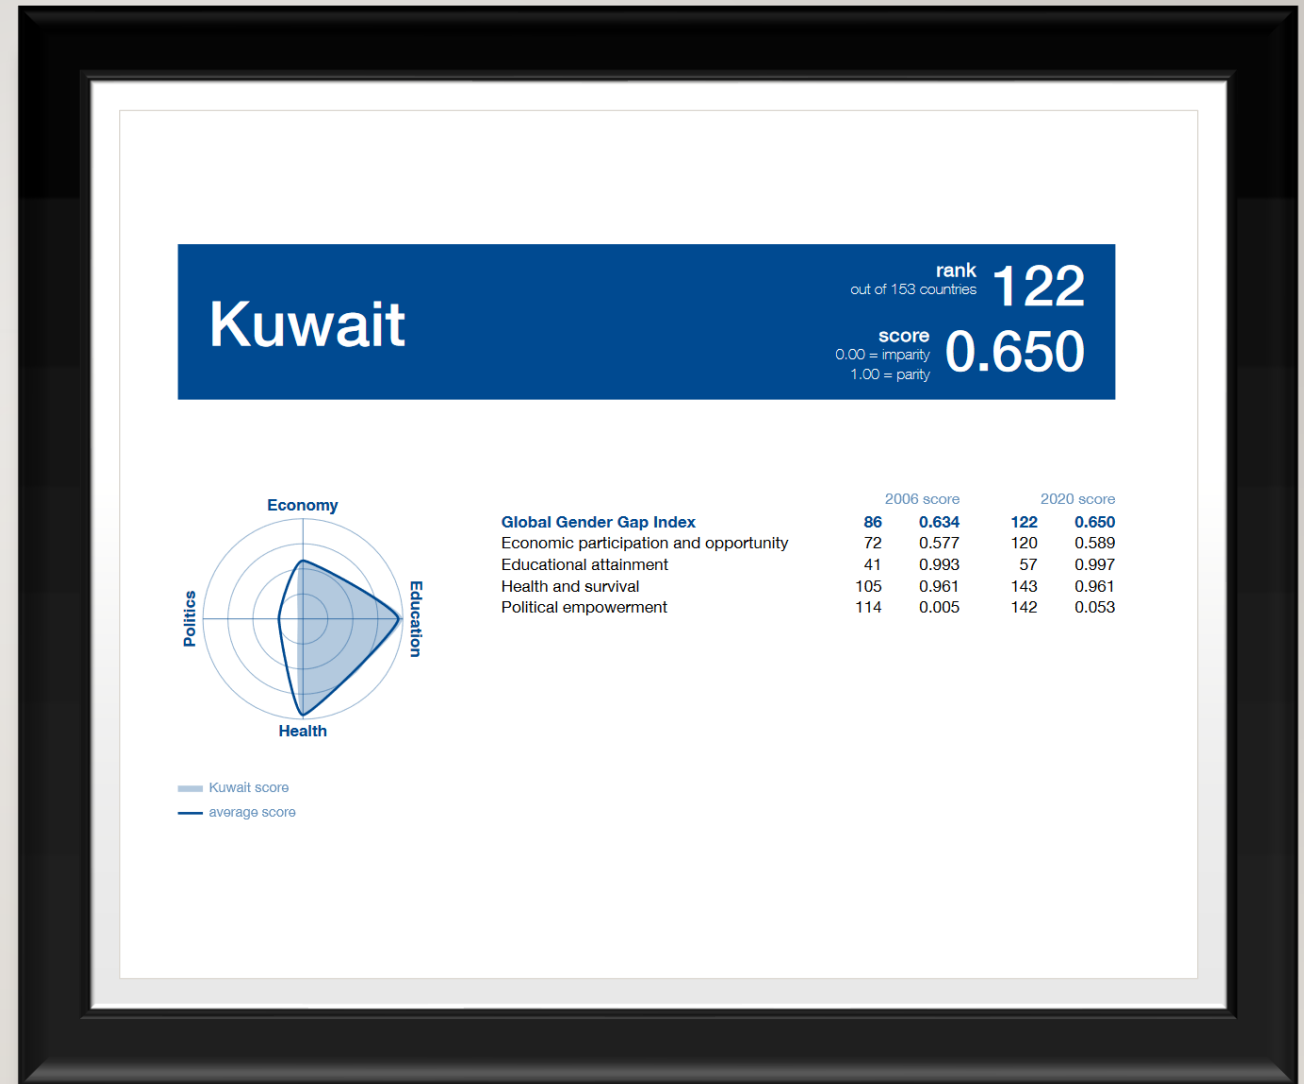 Kuwait
rank
out of 153 countries
122
score
0.00 = imparity
1.00 = parity
0.650
Economy
Education
Politics
Health
Kuwait score
average score
2006 score 2020 score
Global Gender Gap Index 86 0.634 122 0.650
Economic participation and opportunity 72 0.577 120 0.589
Educational attainment 41 0.993 57 0.997
Health and survival 105 0.961 143 0.961
Political empowerment 114 0.005 142 0.053